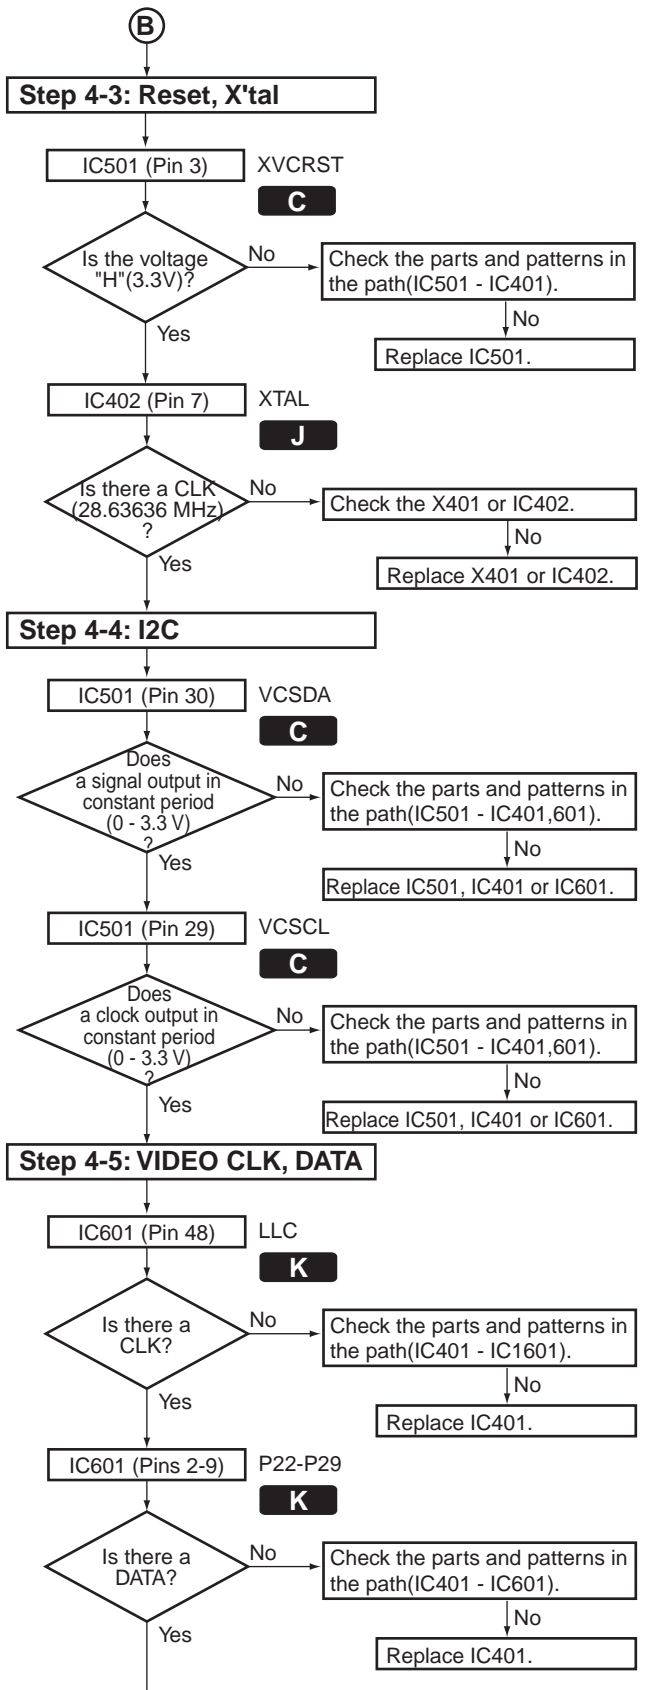 B
Step 4-3: Reset, X'tal
IC501 (Pin 3)
XVCRST
C
Is the voltage
"H"(3.3V)?
No
Check the parts and patterns in
the path(IC501 - IC401).
No
Replace IC501.
Yes
IC402 (Pin 7)
XTAL
J
Is there a CLK
(28.63636 MHz)
?
No
Check the X401 or IC402.
No
Replace X401 or IC402.
Yes
Step 4-4: I2C
IC501 (Pin 30)
VCSDA
C
Does
a signal output in
constant period
(0 - 3.3 V)
?
No
Check the parts and patterns in
the path(IC501 - IC401,601).
No
Replace IC501, IC401 or IC601.
Yes
IC501 (Pin 29)
VCSCL
C
Does
a clock output in
constant period
(0 - 3.3 V)
?
No
Check the parts and patterns in
the path(IC501 - IC401,601).
No
Replace IC501, IC401 or IC601.
Yes
Step 4-5: VIDEO CLK, DATA
IC601 (Pin 48)
LLC
K
Is there a
CLK?
No
Check the parts and patterns in
the path(IC401 - IC1601).
No
Replace IC401.
Yes
IC601 (Pins 2-9)
P22-P29
K
Is there a
DATA?
No
Check the parts and patterns in
the path(IC401 - IC601).
No
Replace IC401.
Yes